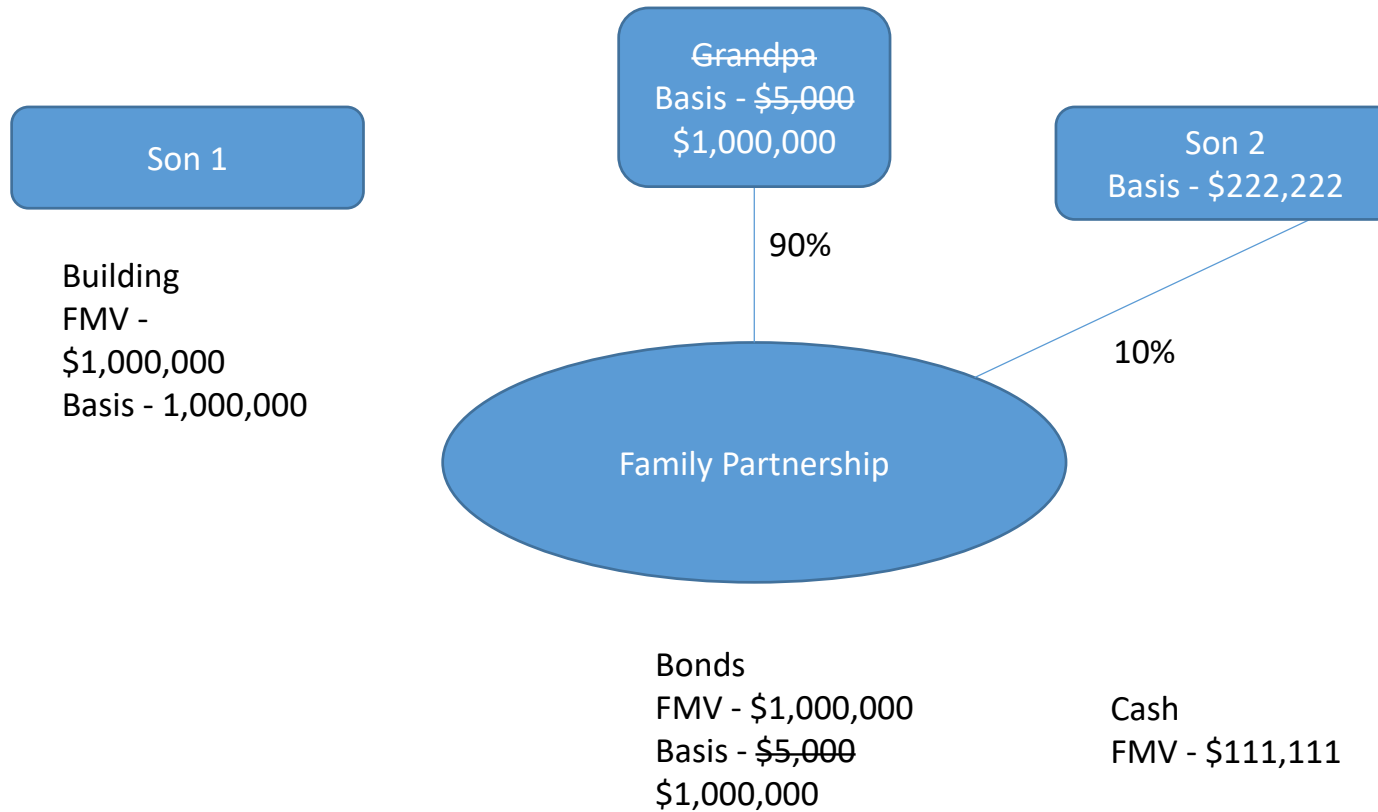 Grandpa
Basis - $5,000
$1,000,000
Son 1
Son 2
Basis - $222,222
90%
10%
Building
FMV -
$1,000,000
Basis - 1,000,000
Family Partnership
Bonds
FMV - $1,000,000
Basis - $5,000
$1,000,000
Cash
FMV - $111,111